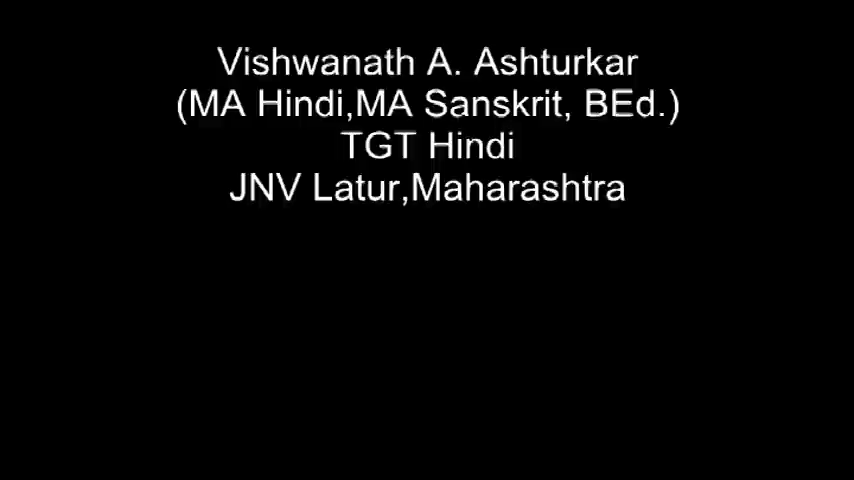 Vishwanath A. Ashturkar
(MA Hindi,MA Sanskrit, BEd.)
TGT Hindi
JNV Latur,Maharashtra